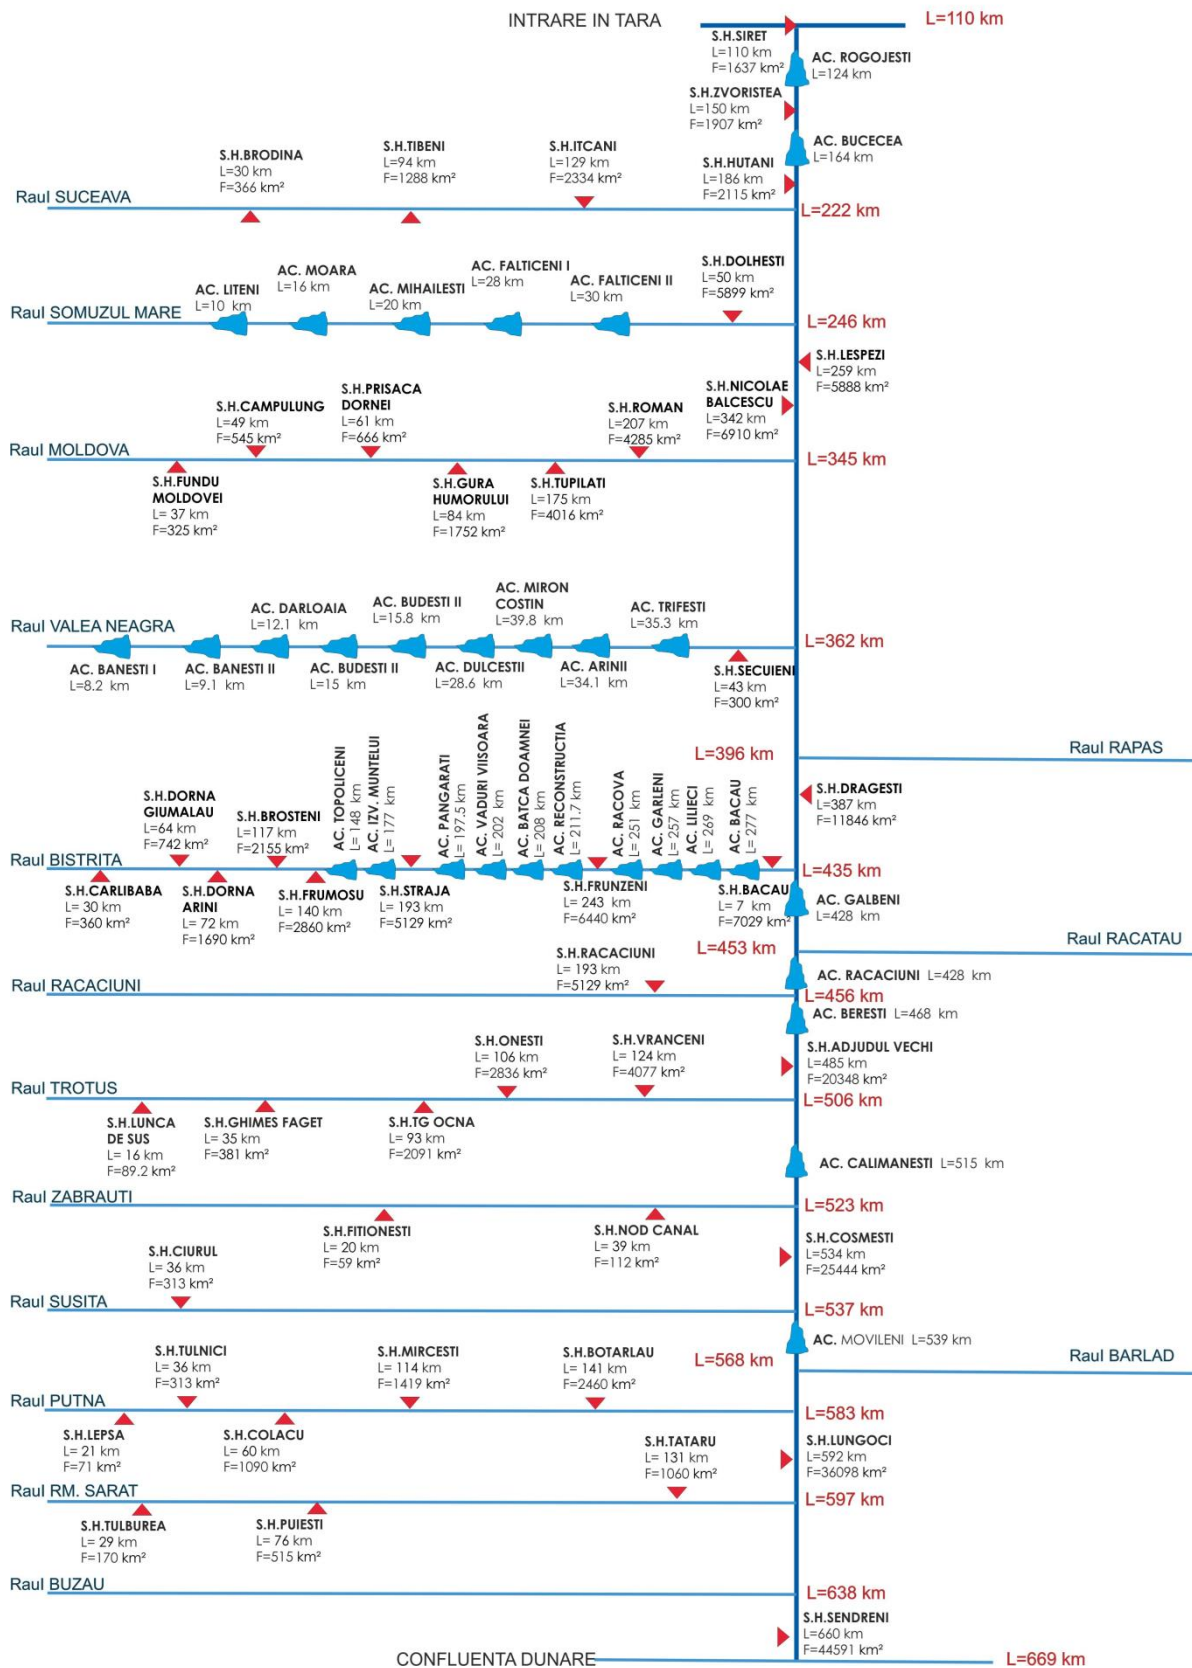 INTRARE IN TARA
L=110 km
S.H.SIRET
L=110 km
F=1637 km²
AC. ROGOJESTI
L=124 km
S.H.ZVORISTEA
L=150 km
F=1907 km²
AC. BUCECEA
L=164 km
S.H.HUTANI
L=186 km
F=2115 km²
S.H.BRODINA
L=30 km
F=366 km²
S.H.TIBENI
L=94 km
F=1288 km²
S.H.ITCANI
L=129 km
F=2334 km²
Raul SUCEAVA
L=222 km
AC. LITENI
L=10 km
AC. MOARA
L=16 km
AC. MIHAILESTI
L=20 km
AC. FALTICENI I
L=28 km
AC. FALTICENI II
L=30 km
S.H.DOLHESTI
L=50 km
F=5899 km²
Raul SOMUZUL MARE
L=246 km
S.H.LESPEZI
L=259 km
F=5888 km²
S.H.NICOLAE
BALCESCU
L=342 km
F=6910 km²
S.H.CAMPULUNG
L=49 km
F=545 km²
S.H.PRISACA
DORNEI
L=61 km
F=666 km²
S.H.ROMAN
L=207 km
F=4285 km²
Raul MOLDOVA
L=345 km
S.H.FUNDU
MOLDOVEI
L= 37 km
F=325 km²
S.H.GURA
HUMORULUI
L=84 km
F=1752 km²
S.H.TUPILATI
L=175 km
F=4016 km²
AC. DARLOAIA
L=12.1 km
AC. BUDESTI II
L=15.8 km
AC. MIRON
COSTIN
L=39.8 km
AC. TRIFESTI
L=35.3 km
Raul VALEA NEAGRA
L=362 km
AC. BANESTI I
L=8.2 km
AC. BANESTI II
L=9.1 km
AC. BUDESTI II
L=15 km
AC. DULCESTII
L=28.6 km
AC. ARINII
L=34.1 km
S.H.SECUIENI
L=43 km
F=300 km²
L=396 km
Raul RAPAS
S.H.DRAGESTI
L=387 km
F=11846 km²
S.H.DORNA
GIUMALAU
L=64 km
F=742 km²
S.H.BROSTENI
L=117 km
F=2155 km²
AC. TOPOLICENI
L= 148 km
AC. IZV. MUNTELUI
L= 177 km
AC. PANGARATI
L= 197.5 km
AC. VADURI VIISOARA
L= 202 km
AC. BATCA DOAMNEI
L= 208 km
AC. RECONSTRUCTIA
L= 211.7 km
AC. RACOVA
L= 251 km
AC. GARLENI
L= 257 km
AC. LILIECI
L= 269 km
AC. BACAU
L= 277 km
Raul BISTRITA
L=435 km
S.H.CARLIBABA
L= 30 km
F=360 km²
S.H.DORNA
ARINI
L= 72 km
F=1690 km²
S.H.FRUMOSU
L= 140 km
F=2860 km²
S.H.STRAJA
L= 193 km
F=5129 km²
S.H.FRUNZENI
L= 243 km
F=6440 km²
S.H.BACAU
L= 7 km
F=7029 km²
AC. GALBENI
L=428 km
L=453 km
Raul RACATAU
S.H.RACACIUNI
L= 193 km
F=5129 km²
AC. RACACIUNI L=428 km
Raul RACACIUNI
L=456 km
AC. BERESTI L=468 km
S.H.ADJUDUL VECHI
L=485 km
F=20348 km²
S.H.ONESTI
L= 106 km
F=2836 km²
S.H.VRANCENI
L= 124 km
F=4077 km²
Raul TROTUS
L=506 km
S.H.LUNCA
DE SUS
L= 16 km
F=89.2 km²
S.H.GHIMES FAGET
L= 35 km
F=381 km²
S.H.TG OCNA
L= 93 km
F=2091 km²
AC. CALIMANESTI L=515 km
Raul ZABRAUTI
L=523 km
S.H.FITIONESTI
L= 20 km
F=59 km²
S.H.NOD CANAL
L= 39 km
F=112 km²
S.H.COSMESTI
L=534 km
F=25444 km²
S.H.CIURUL
L= 36 km
F=313 km²
Raul SUSITA
L=537 km
AC. MOVILENI L=539 km
L=568 km
Raul BARLAD
S.H.TULNICI
L= 36 km
F=313 km²
S.H.MIRCESTI
L= 114 km
F=1419 km²
S.H.BOTARLAU
L= 141 km
F=2460 km²
Raul PUTNA
L=583 km
S.H.LEPSA
L= 21 km
F=71 km²
S.H.COLACU
L= 60 km
F=1090 km²
S.H.TATARU
L= 131 km
F=1060 km²
S.H.LUNGOCI
L=592 km
F=36098 km²
Raul RM. SARAT
L=597 km
S.H.TULBUREA
L= 29 km
F=170 km²
S.H.PUIESTI
L= 76 km
F=515 km²
Raul BUZAU
L=638 km
S.H.SENDRENI
L=660 km
F=44591 km²
CONFLUENTA DUNARE
L=669 km